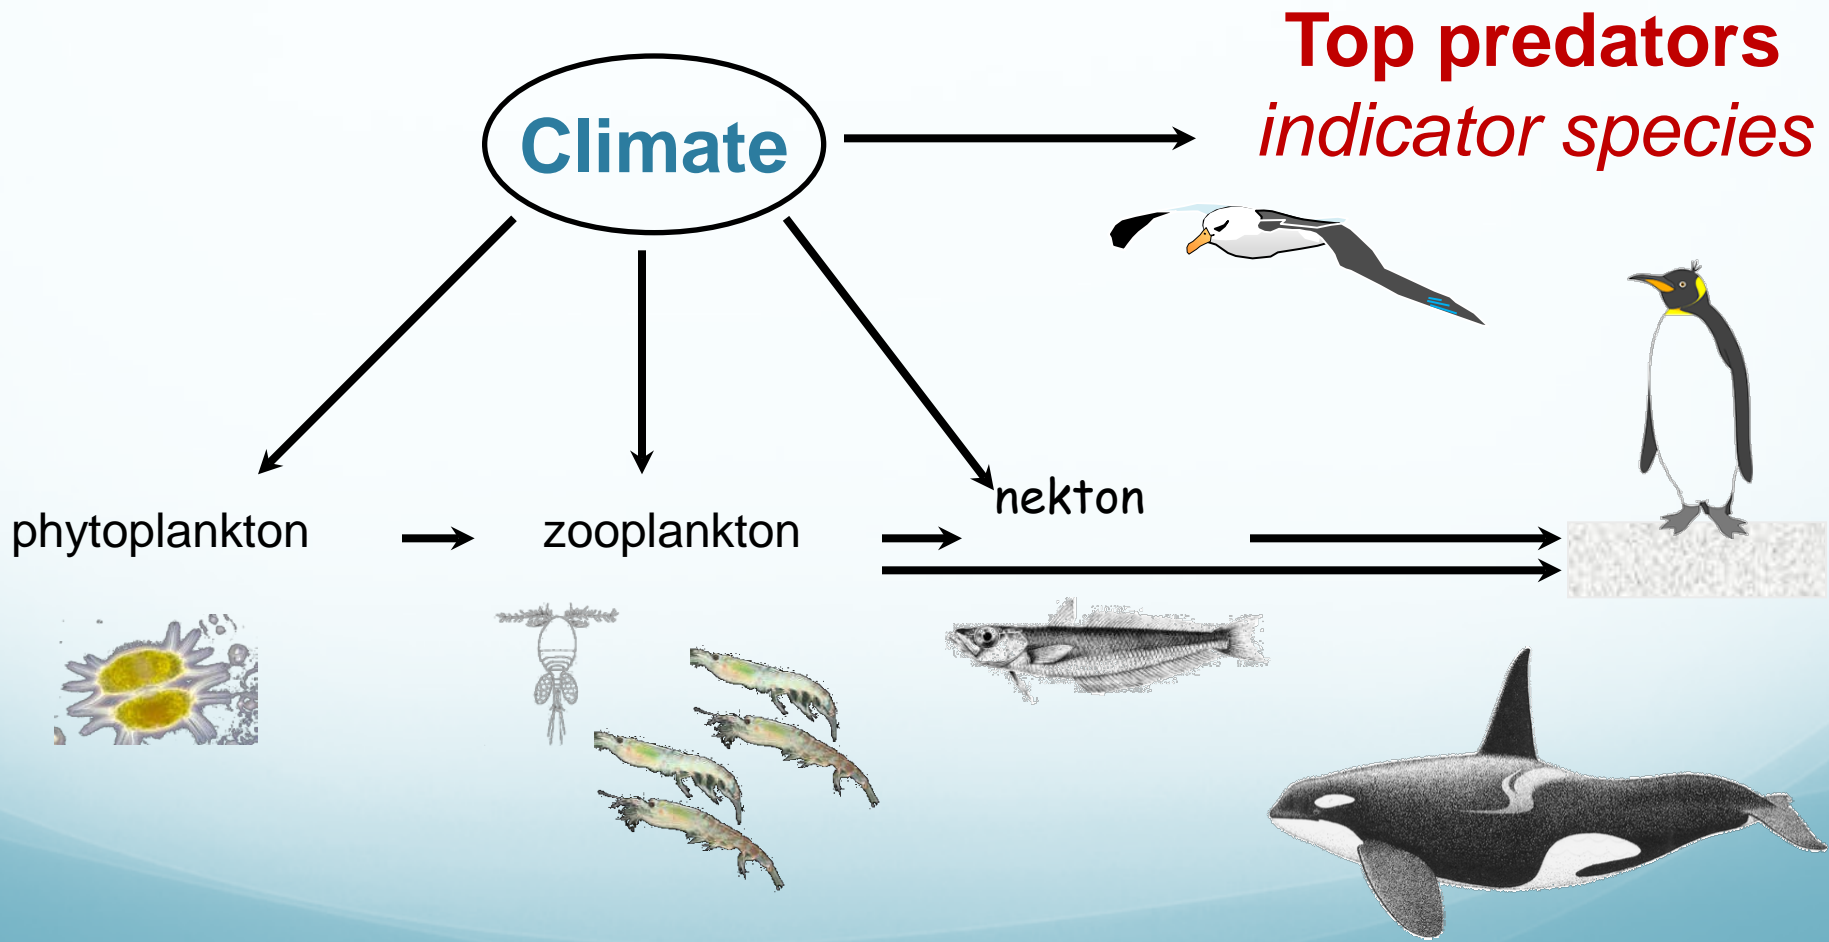 Top predators
indicator species
Climate
phytoplankton
zooplankton
nekton